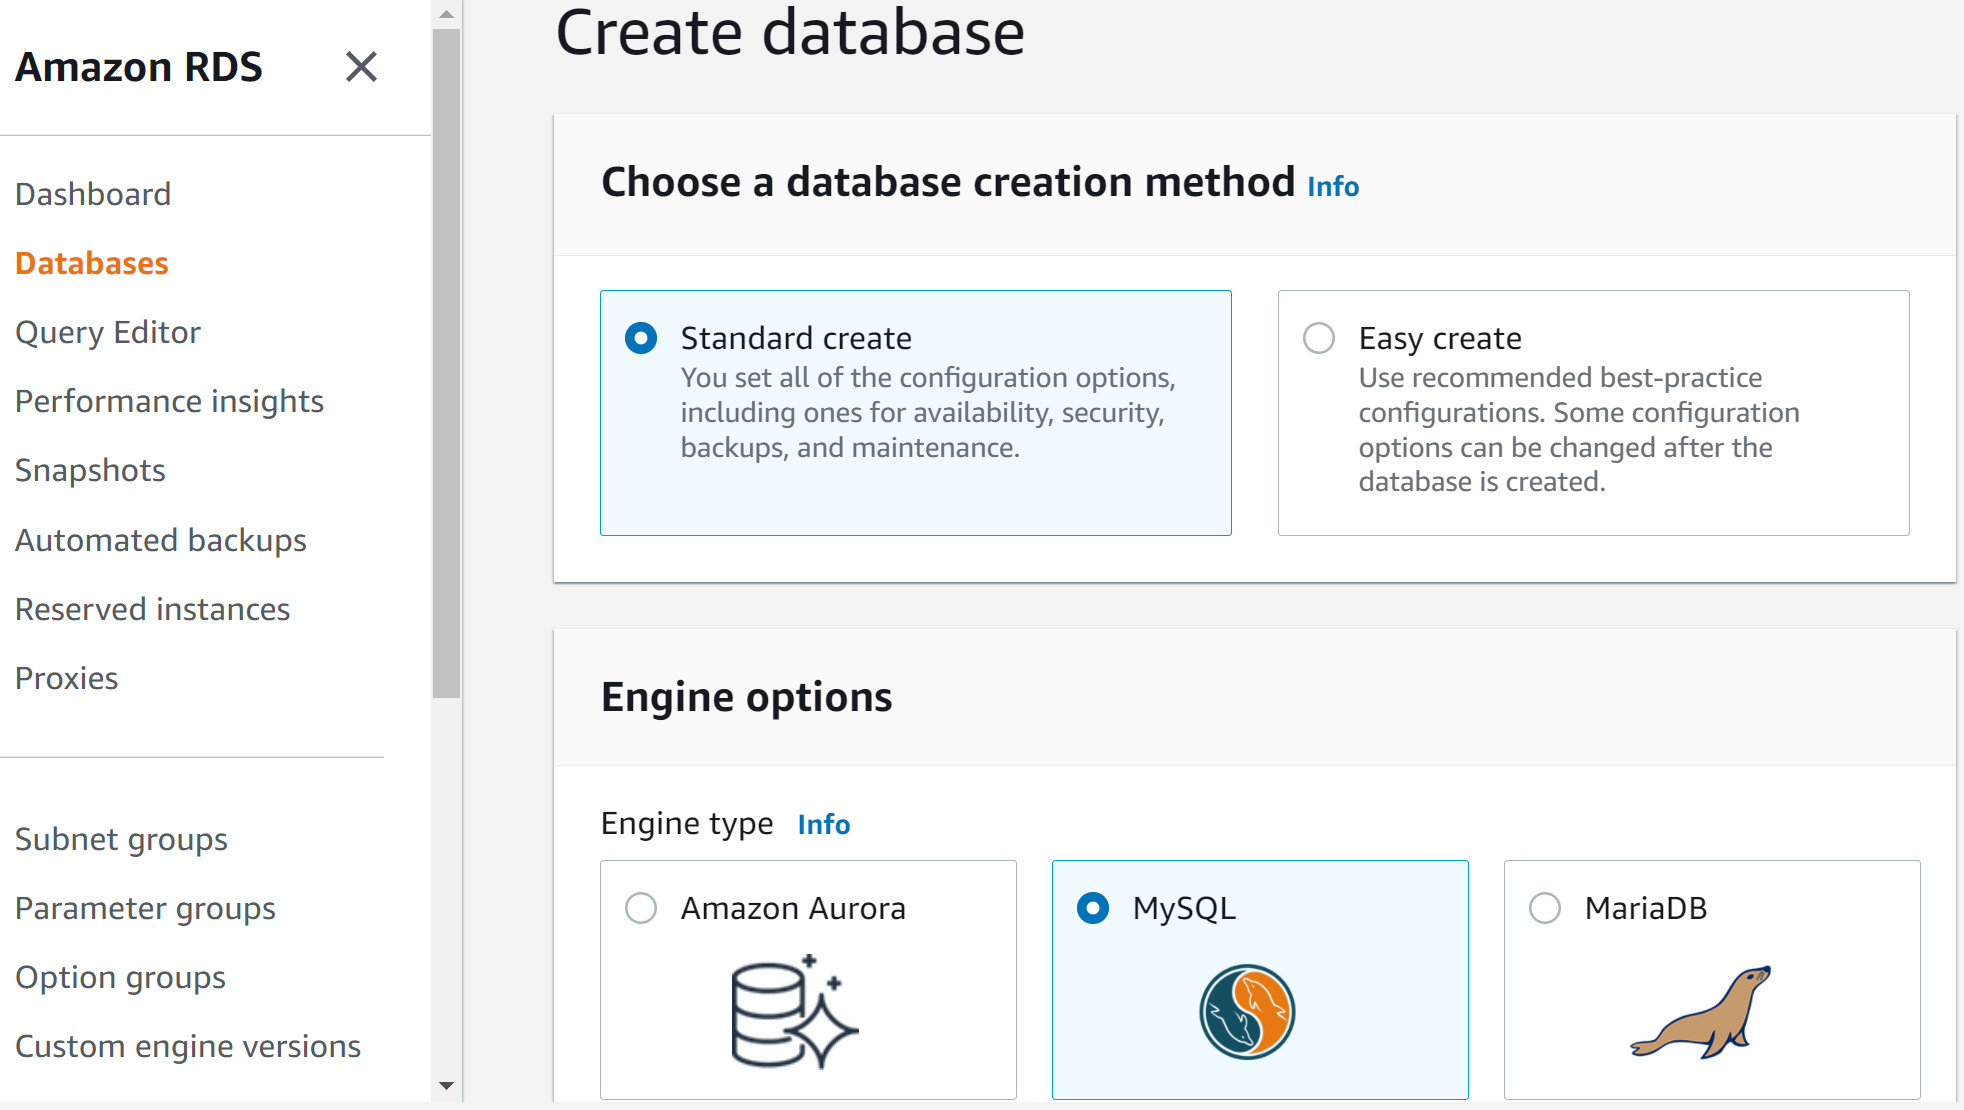 Amazon RDS
Dashboard
Databases
Query Editor
Performance insights
Snapshots
Automated backups
Reserved instances
Proxies
Subnet groups
Parameter groups
Option groups
Custom engine versions
Create database
Choose a database creation method Info
Standard create
You set all of the configuration options,
including ones for availability, security,
backups, and maintenance.
Easy create
Use recommended best-practice
configurations. Some configuration
options can be changed after the
database is created.
Engine options
Engine type Info
Amazon Aurora
MySQL
MariaDB